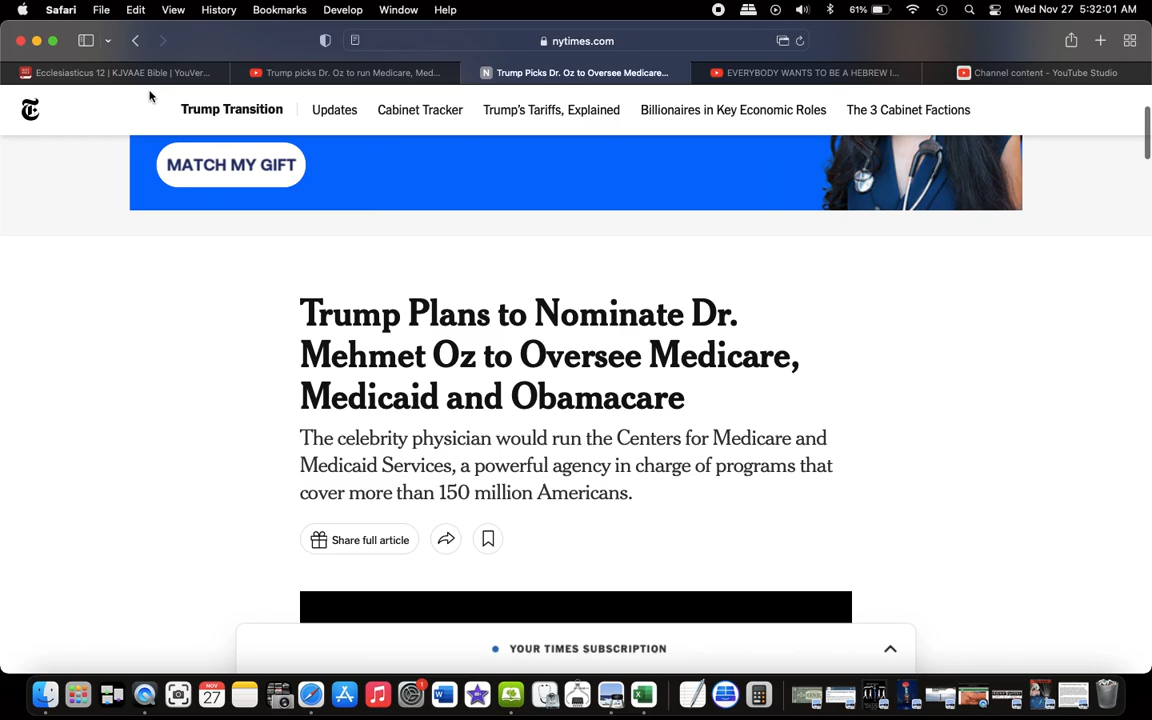 Safari File Edit View History Bookmarks Develop Window Help 61% Wed Nov 27 5:32:01 AM
nytimes.com
Ecclesiasticus 12 | KJVAAE Bible | YouVer... Trump picks Dr. Oz to run Medicare, Med... N Trump Picks Dr. Oz to Oversee Medicare... EVERYBODY WANTS TO BE A HEBREW I... Channel content - YouTube Studio
T Trump Transition Updates Cabinet Tracker Trump's Tariffs, Explained Billionaires in Key Economic Roles The 3 Cabinet Factions
MATCH MY GIFT
Trump Plans to Nominate Dr.
Mehmet Oz to Oversee Medicare,
Medicaid and Obamacare
The celebrity physician would run the Centers for Medicare and
Medicaid Services, a powerful agency in charge of programs that
cover more than 150 million Americans.
Share full article
YOUR TIMES SUBSCRIPTION
NOV
27
1